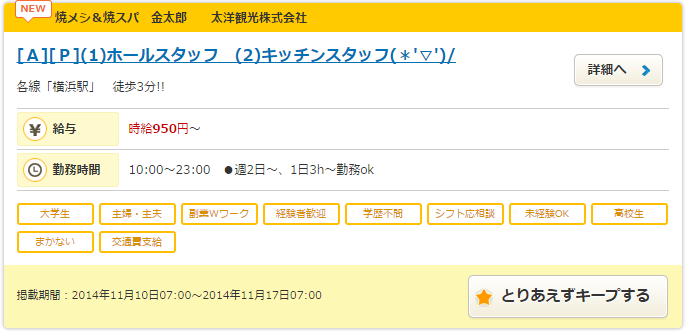 NEW
焼メシ＆焼スパ　金太郎　　太洋観光株式会社
[Ａ][Ｐ](1)ホールスタッフ　(2)キッチンスタッフ(＊'▽')/
詳細へ
各線「横浜駅」　徒歩3分!!
¥ 給与　時給950円～
勤務時間　10:00～23:00　●週2日～、1日3h～勤務ok
大学生　主婦・主夫　副業Wワーク　経験者歓迎　学歴不問　シフト応相談　未経験OK　高校生
まかない　交通費支給
掲載期間：2014年11月10日07:00～2014年11月17日07:00
とりあえずキープする